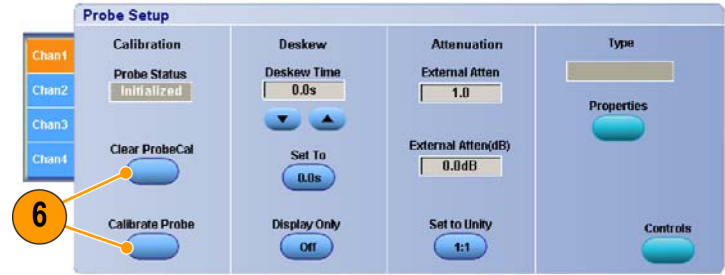 Probe Setup
Chan1
Chan2
Chan3
Chan4
Calibration
Probe Status
Initialized
Clear ProbeCal
Calibrate Probe
6
Deskew
Deskew Time
0.0s
Set To
0.0s
Display Only
Off
Attenuation
External Atten
1.0
External Atten(dB)
0.0dB
Set to Unity
1:1
Type
Properties
Controls